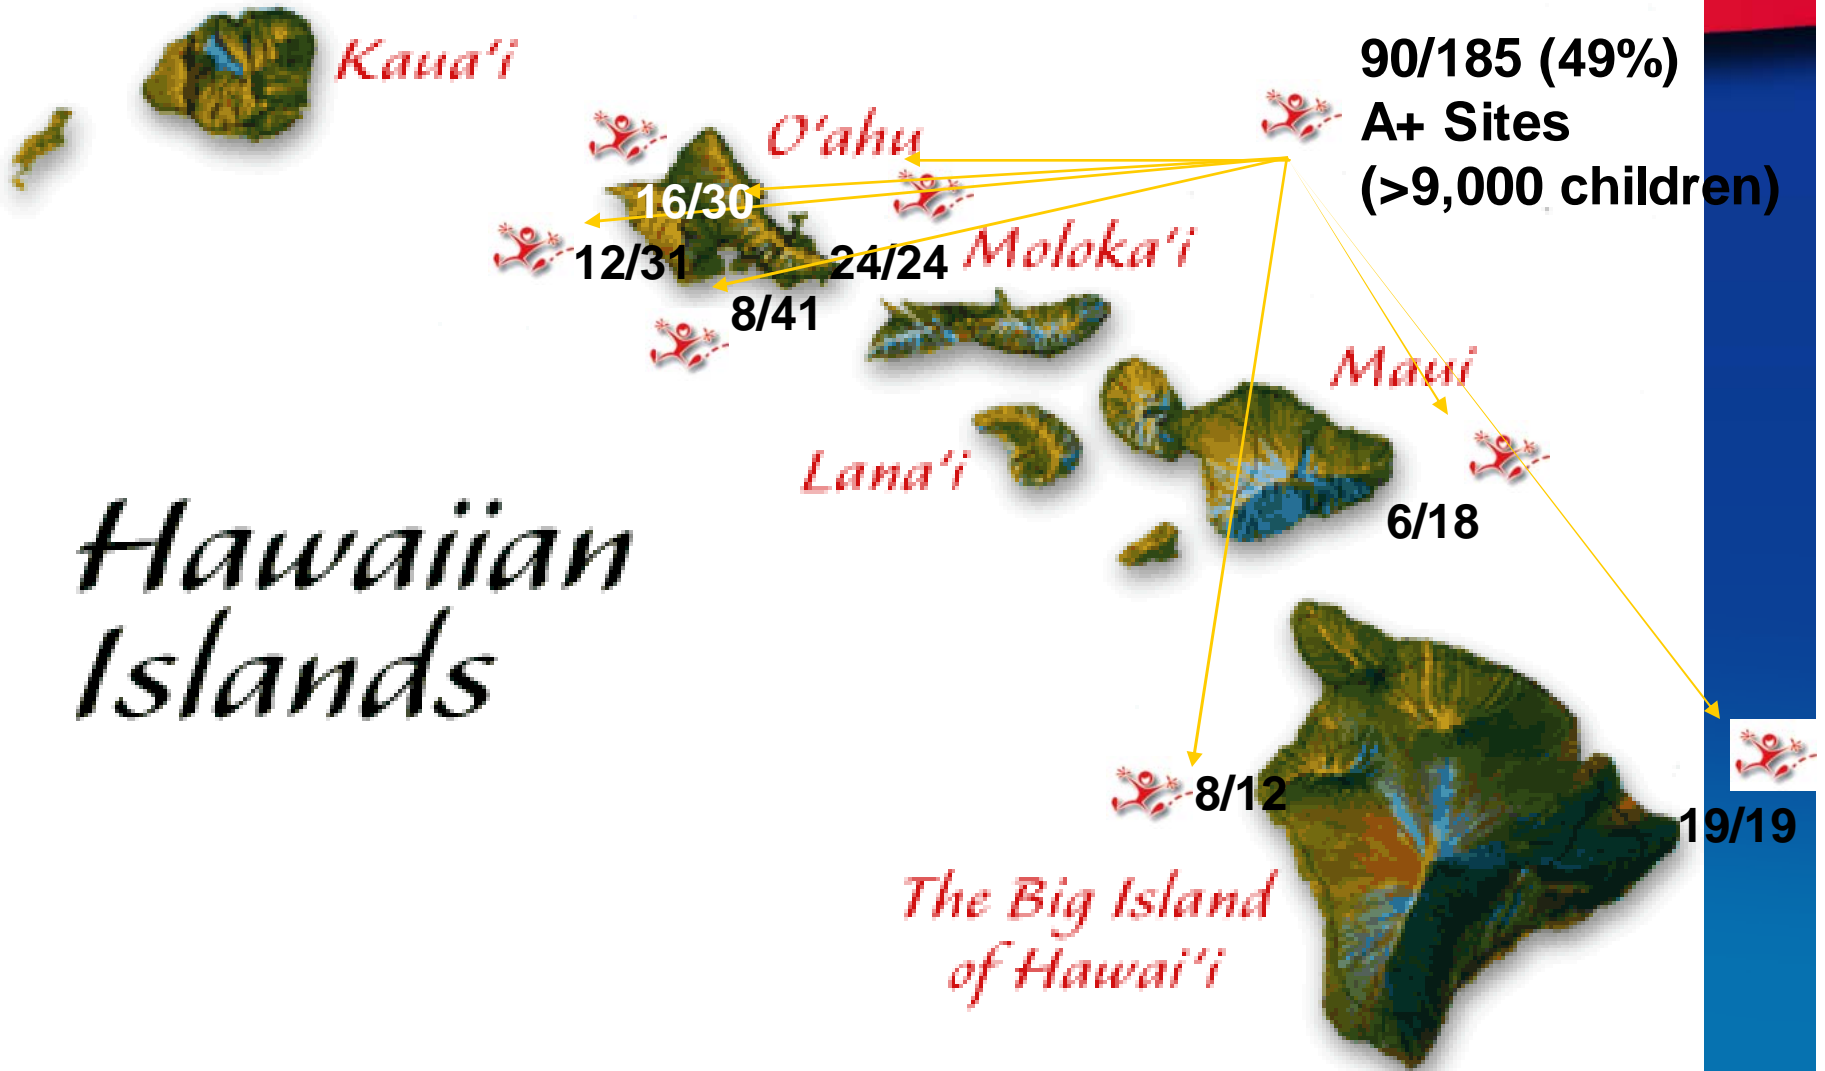 Kaua'i
90/185 (49%)
A+ Sites
(>9,000 children)
O'ahu
16/30
12/31
24/24
Moloka'i
8/41
Maui
Lana'i
6/18
Hawaiian
Islands
8/12
19/19
The Big Island
of Hawai'i